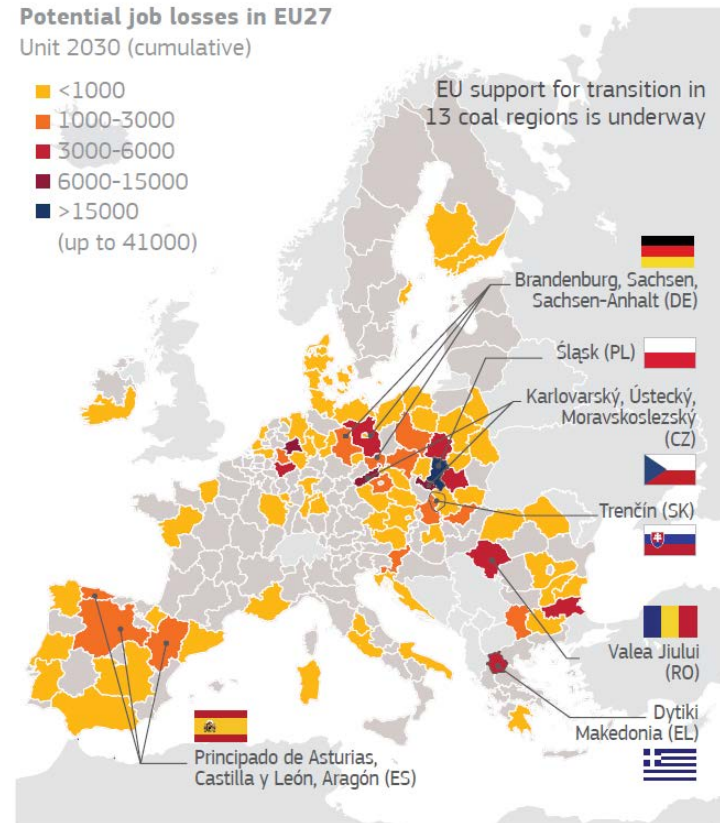 Potential job losses in EU27
Unit 2030 (cumulative)
<1000
1000-3000
3000-6000
6000-15000
>15000
(up to 41000)
EU support for transition in
13 coal regions is underway
Brandenburg, Sachsen,
Sachsen-Anhalt (DE)
Śląsk (PL)
Karlovarský, Ústecký,
Moravskoslezský
(CZ)
Trenčín (SK)
Valea Jiului
(RO)
Dytiki
Makedonia (EL)
Principado de Asturias,
Castilla y León, Aragón (ES)